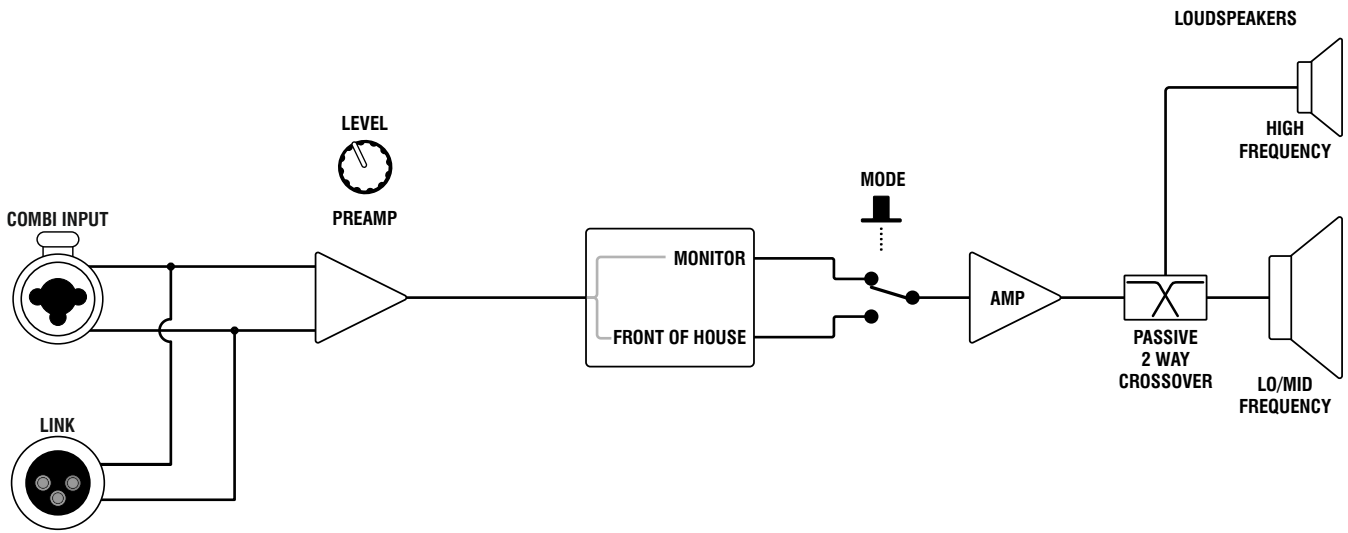 LOUDSPEAKERS
HIGH
FREQUENCY
LEVEL
PREAMP
COMBI INPUT
MODE
MONITOR
FRONT OF HOUSE
AMP
PASSIVE
2 WAY
CROSSOVER
LO/MID
FREQUENCY
LINK